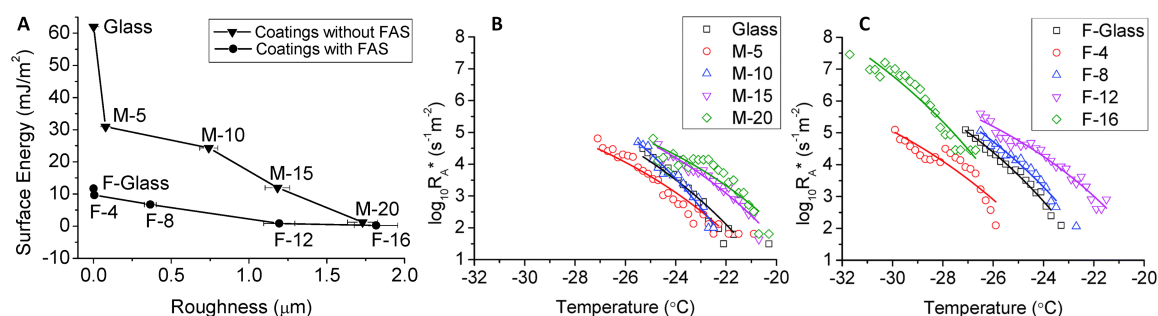 A
Surface Energy (mJ/m²)
60
50
40
30
20
10
0
-10
Glass
M-5
M-10
M-15
M-20
F-Glass
F-4
F-8
F-12
F-16
Coatings without FAS
Coatings with FAS
0.0
0.5
1.0
1.5
2.0
Roughness (μm)
B
log₁₀R_A* (s⁻¹m⁻²)
8
7
6
5
4
3
2
1
Glass
M-5
M-10
M-15
M-20
-32
-30
-28
-26
-24
-22
-20
Temperature (°C)
C
log₁₀R_A* (s⁻¹m⁻²)
8
7
6
5
4
3
2
1
F-Glass
F-4
F-8
F-12
F-16
-32
-30
-28
-26
-24
-22
-20
Temperature (°C)